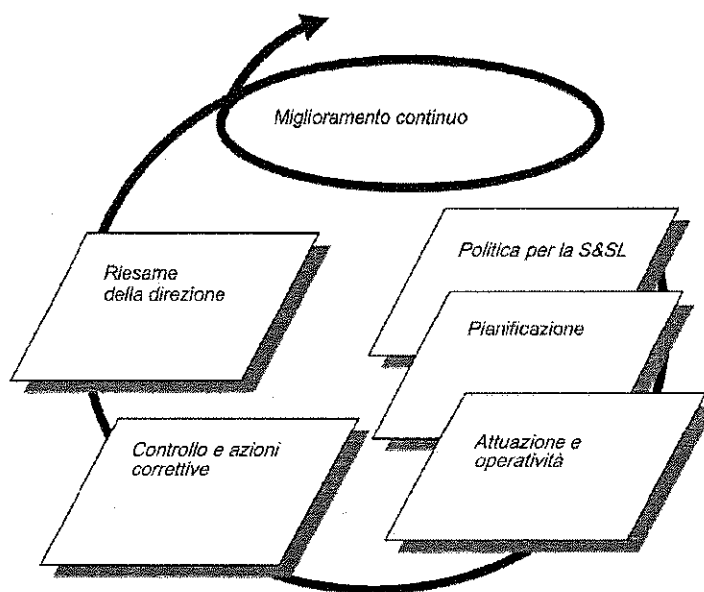 Miglioramento continuo
Politica per la S&SL
Pianificazione
Attuazione e
operatività
Controllo e azioni
correttive
Riesame
della direzione